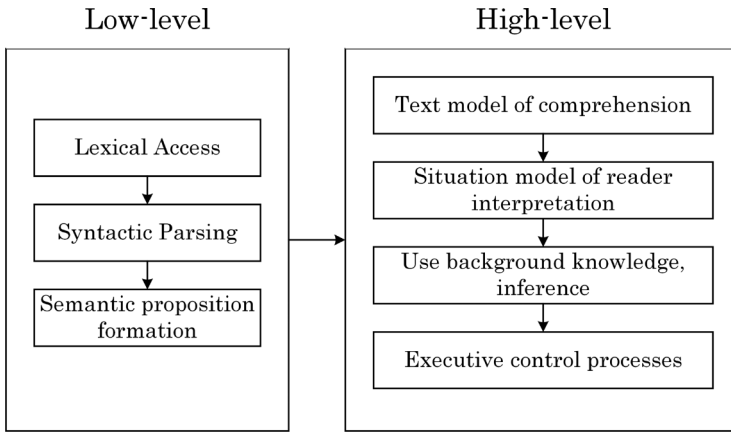 Low-level
Lexical Access
Syntactic Parsing
Semantic proposition
formation
High-level
Text model of comprehension
Situation model of reader
interpretation
Use background knowledge,
inference
Executive control processes